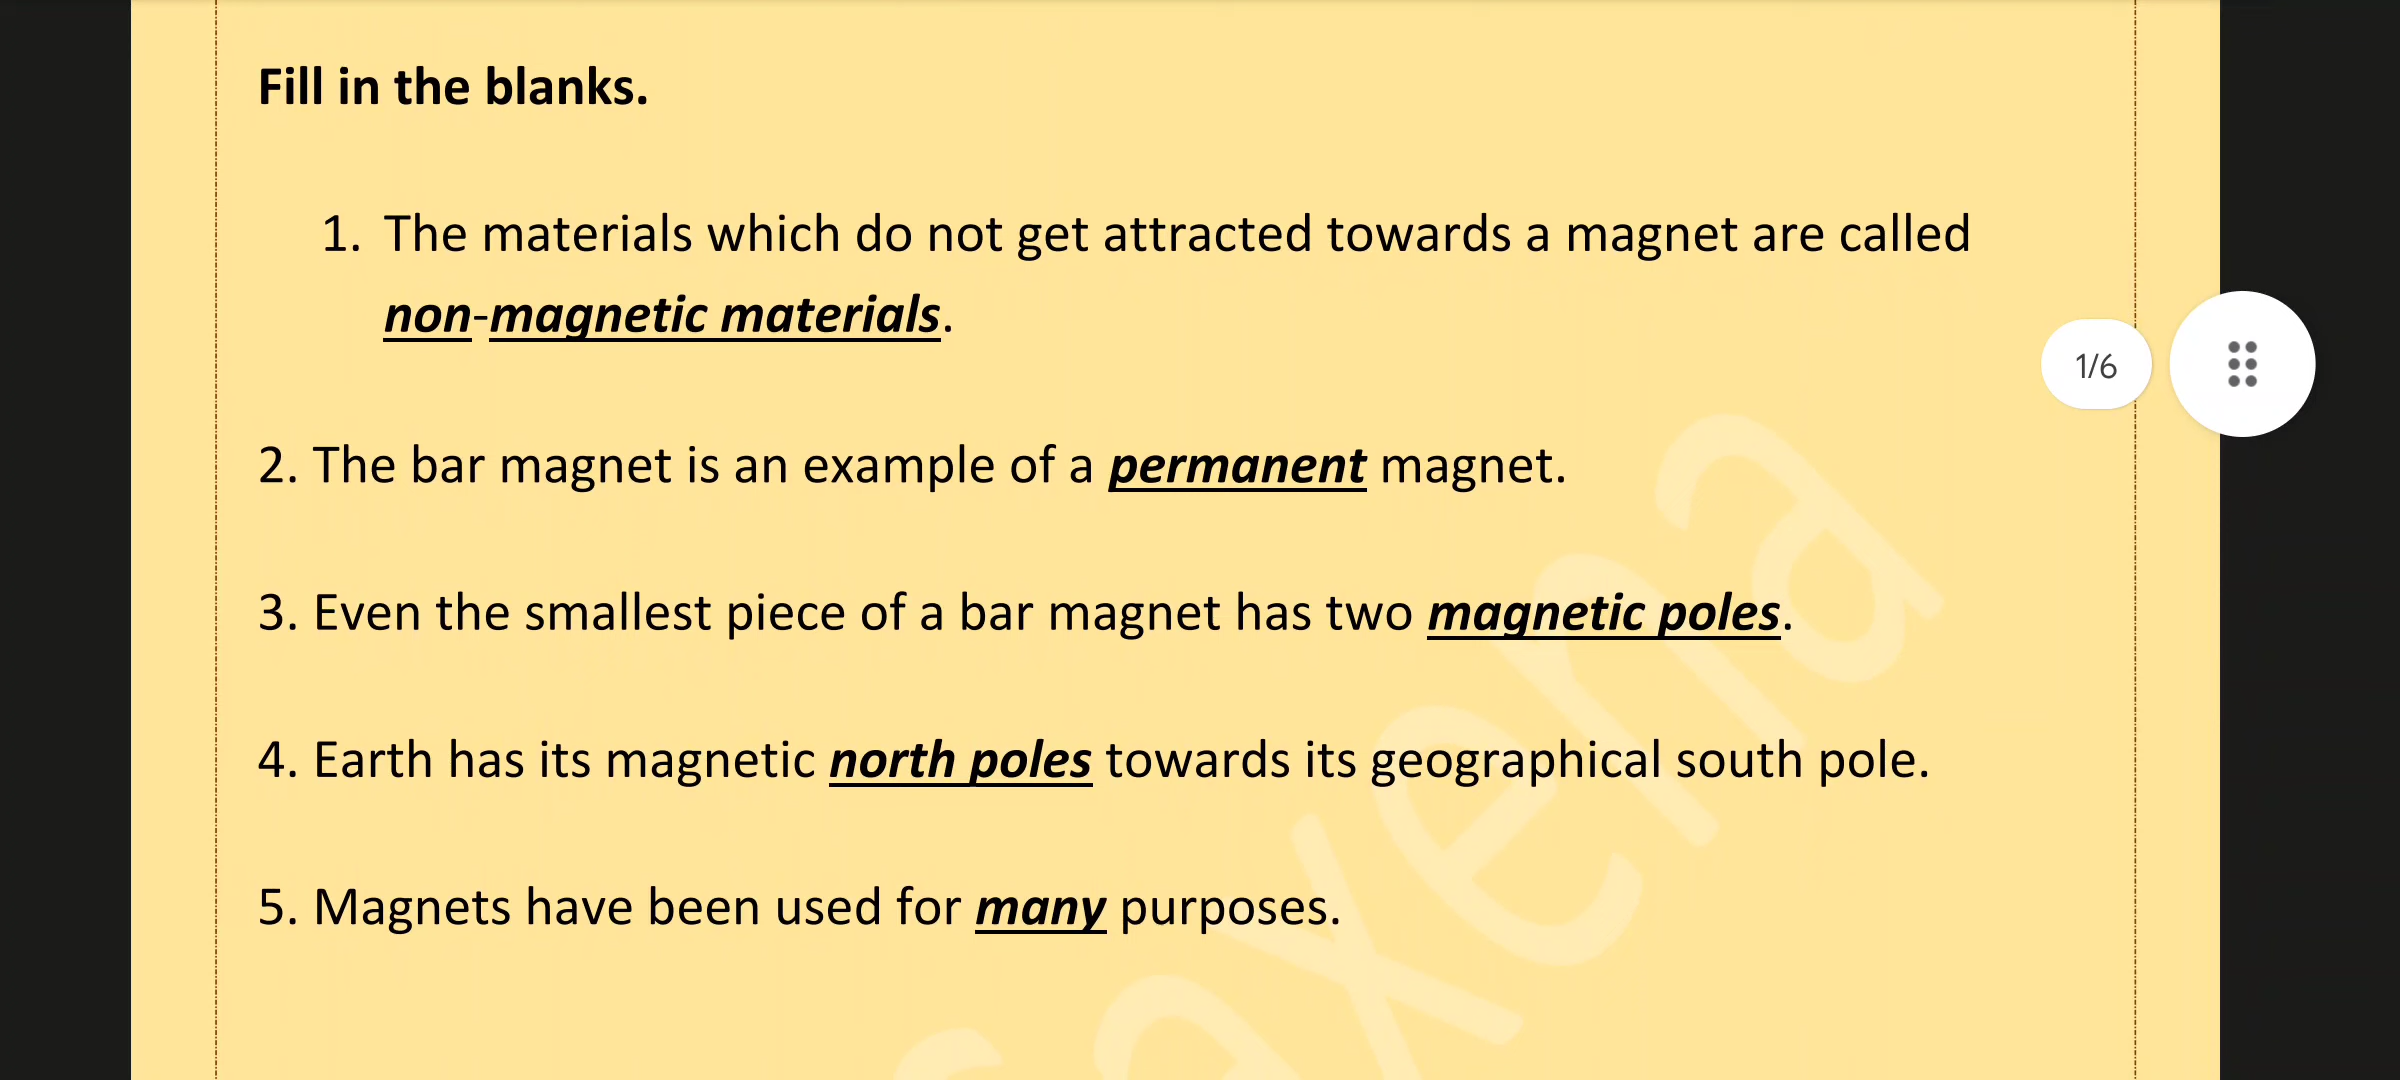 Fill in the blanks.
1. The materials which do not get attracted towards a magnet are called
non-magnetic materials.
1/6
2. The bar magnet is an example of a permanent magnet.
3. Even the smallest piece of a bar magnet has two magnetic poles.
4. Earth has its magnetic north poles towards its geographical south pole.
5. Magnets have been used for many purposes.